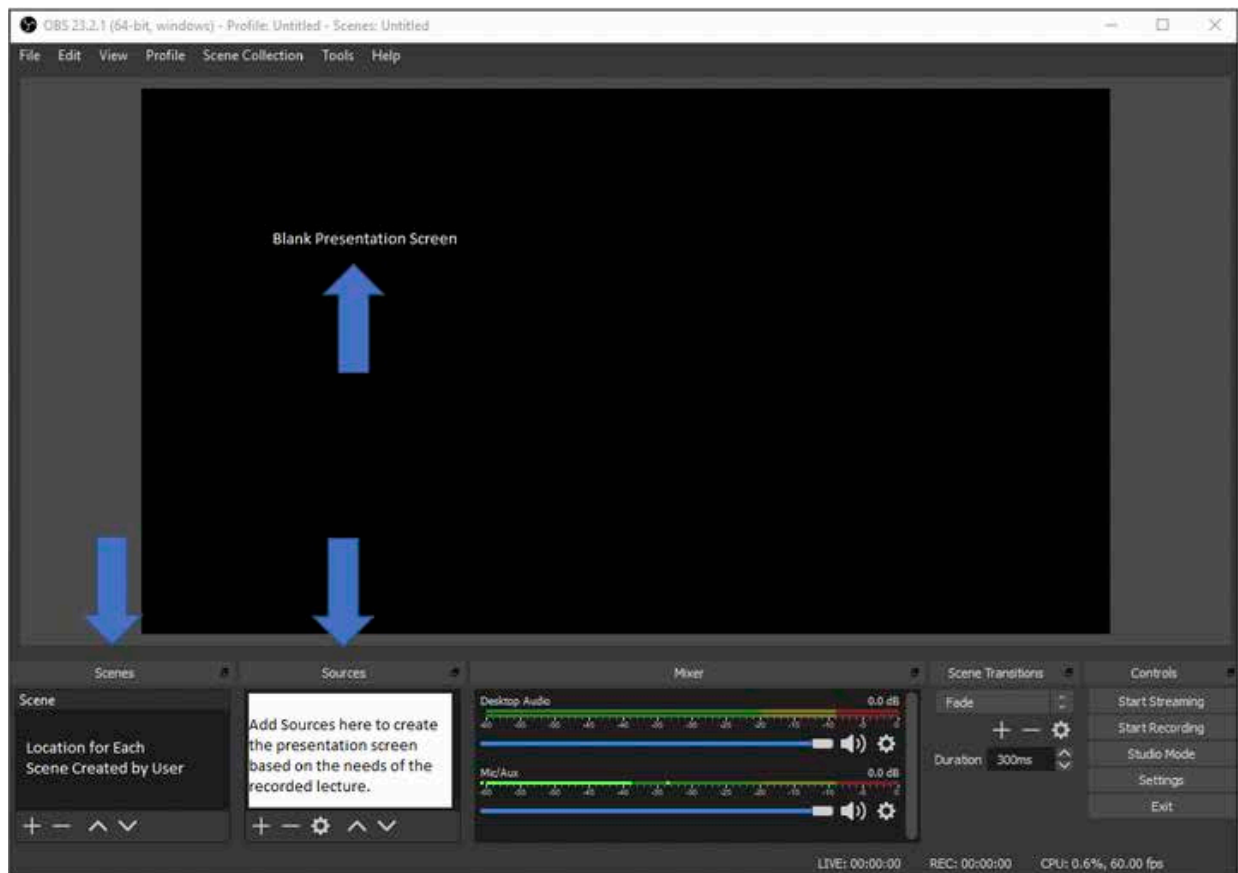 OBS 23.2.1 (64-bit, windows) - Profile: Untitled - Scenes: Untitled
File Edit View Profile Scene Collection Tools Help
Blank Presentation Screen
Scenes
Sources
Mixer
Scene Transitions
Controls
Scene
Location for Each
Scene Created by User
Add Sources here to create
the presentation screen
based on the needs of the
recorded lecture.
Desktop Audio 0.0 dB
Mic/Aux 0.0 dB
Fade
Duration 300ms
Start Streaming
Start Recording
Studio Mode
Settings
Exit
LIVE: 00:00:00 REC: 00:00:00 CPU: 0.6%, 60.00 fps